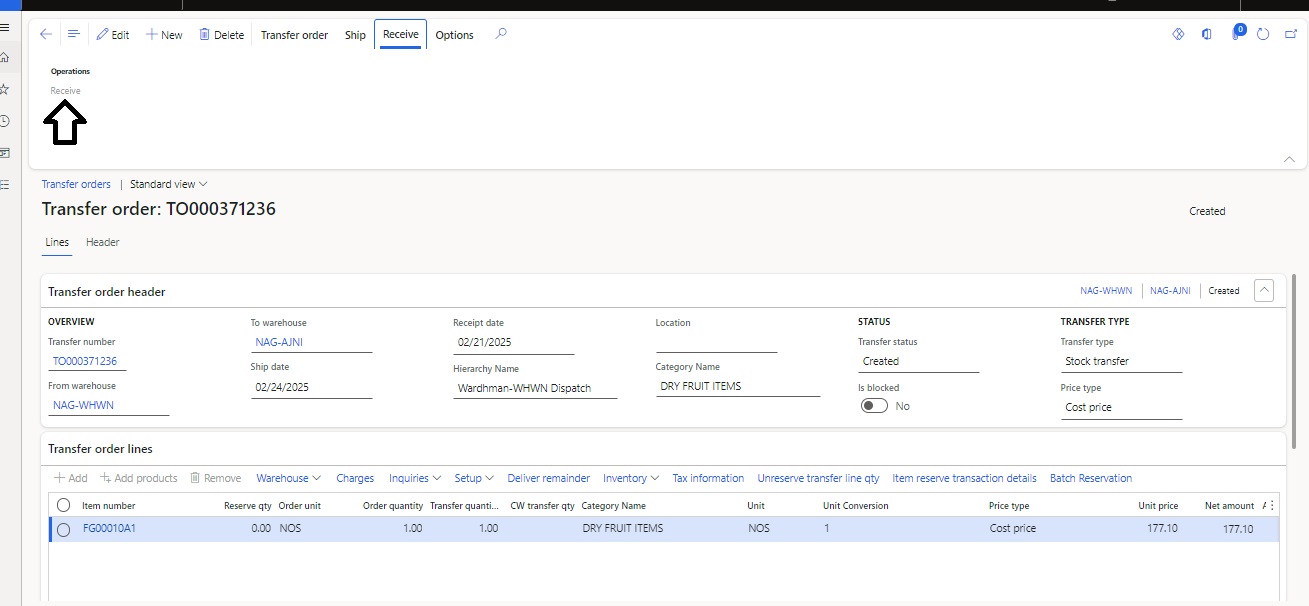 Edit New Delete Transfer order Ship Receive Options 0
Operations
Receive
Transfer orders | Standard view
Transfer order: TO000371236
Created
Lines Header
Transfer order header NAG-WHWN NAG-AJNI Created
OVERVIEW To warehouse Receipt date Location STATUS TRANSFER TYPE
Transfer number NAG-AJNI 02/21/2025 Transfer status Transfer type
TO000371236 Ship date Hierarchy Name Category Name Created Stock transfer
From warehouse 02/24/2025 Wardhman-WHWN Dispatch DRY FRUIT ITEMS Is blocked Price type
NAG-WHWN No Cost price
Transfer order lines
Add Add products Remove Warehouse Charges Inquiries Setup Deliver remainder Inventory Tax information Unreserve transfer line qty Item reserve transaction details Batch Reservation
Item number Reserve qty Order unit Order quantity Transfer quanti... CW transfer qty Category Name Unit Unit Conversion Price type Unit price Net amount
FG00010A1 0.00 NOS 1.00 1.00 DRY FRUIT ITEMS NOS 1 Cost price 177.10 177.10